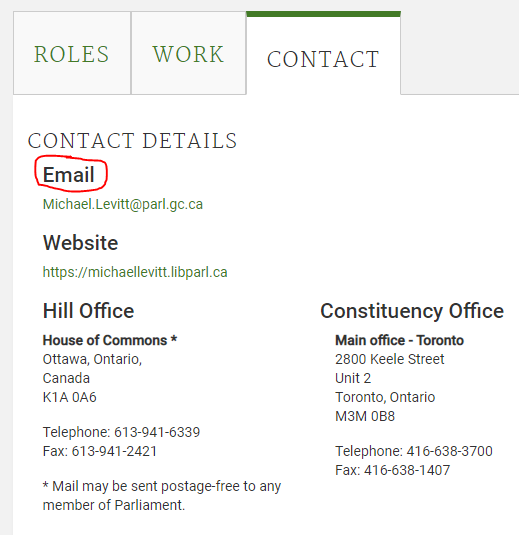 ROLES
WORK
CONTACT
CONTACT DETAILS
Email
Michael.Levitt@parl.gc.ca
Website
https://michaellevitt.libparl.ca
Hill Office
House of Commons *
Ottawa, Ontario,
Canada
K1A 0A6
Telephone: 613-941-6339
Fax: 613-941-2421
* Mail may be sent postage-free to any
member of Parliament.
Constituency Office
Main office - Toronto
2800 Keele Street
Unit 2
Toronto, Ontario
M3M 0B8
Telephone: 416-638-3700
Fax: 416-638-1407